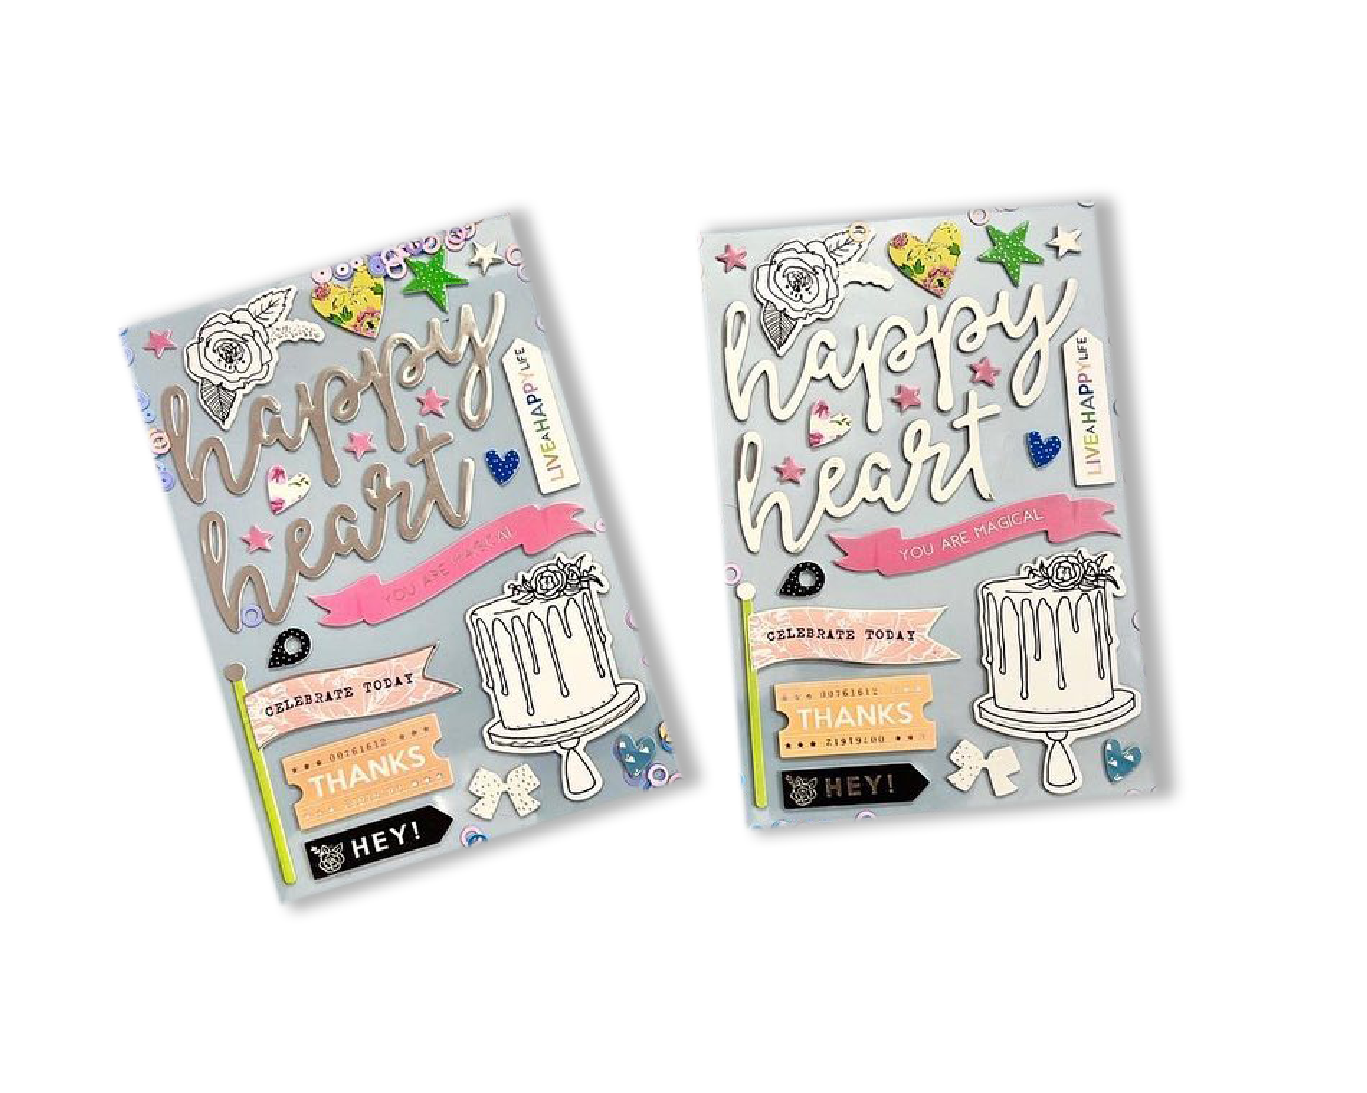 happy
heart
LIVE A HAPPY LIFE
YOU ARE MAGICAL
CELEBRATE TODAY
00761612
THANKS
HEY!
happy
heart
LIVE A HAPPY LIFE
YOU ARE MAGICAL
CELEBRATE TODAY
00761612
THANKS
HEY!